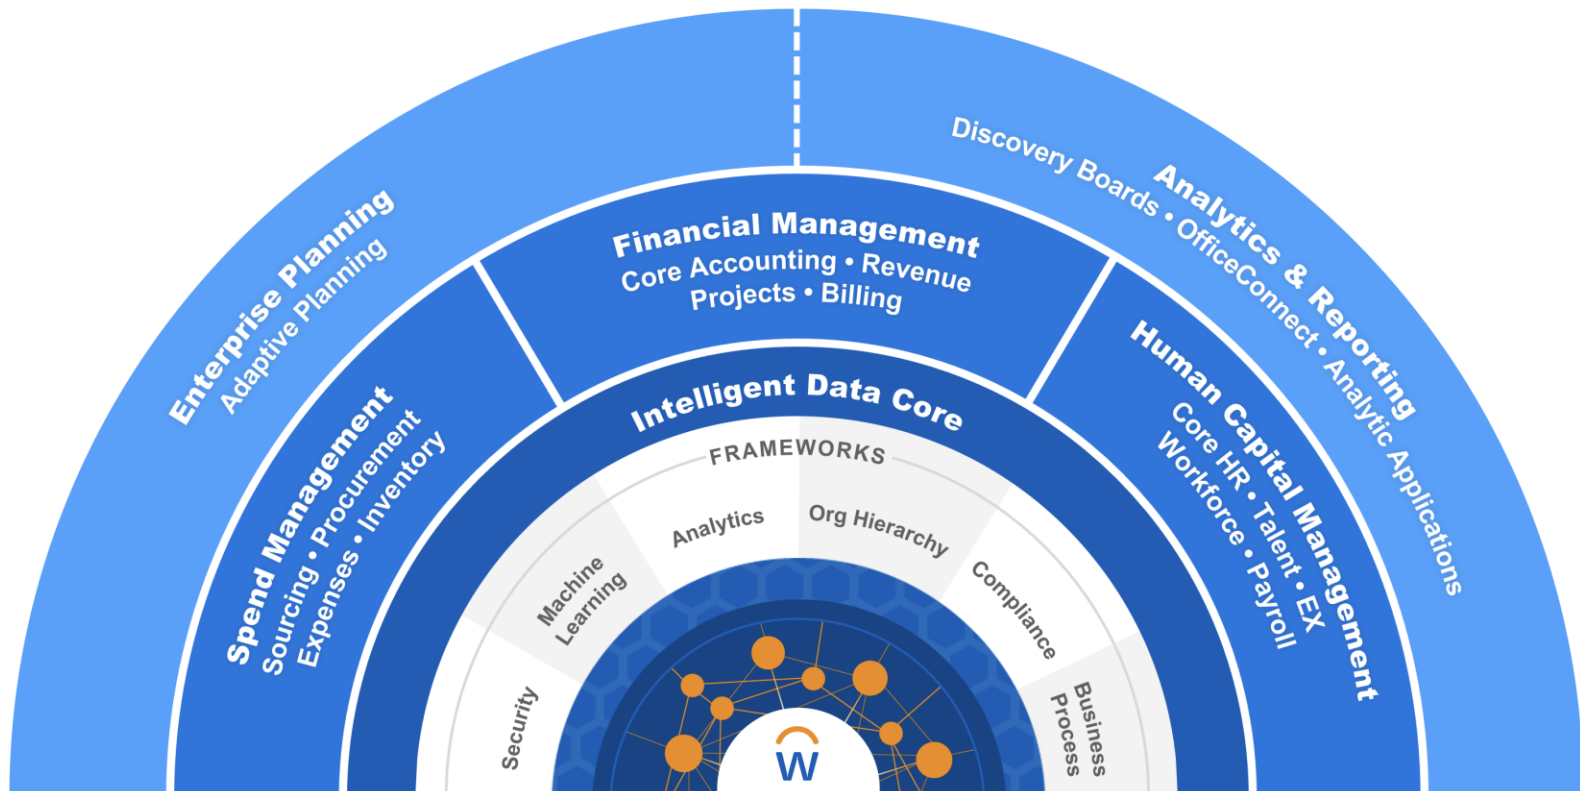 Enterprise Planning
Adaptive Planning
Analytics & Reporting
Discovery Boards • OfficeConnect • Analytic Applications
Spend Management
Sourcing • Procurement
Expenses • Inventory
Financial Management
Core Accounting • Revenue
Projects • Billing
Human Capital Management
Core HR • Talent • EX
Workforce • Payroll
Intelligent Data Core
FRAMEWORKS
Security
Machine
Learning
Analytics
Org Hierarchy
Compliance
Business
Process
W